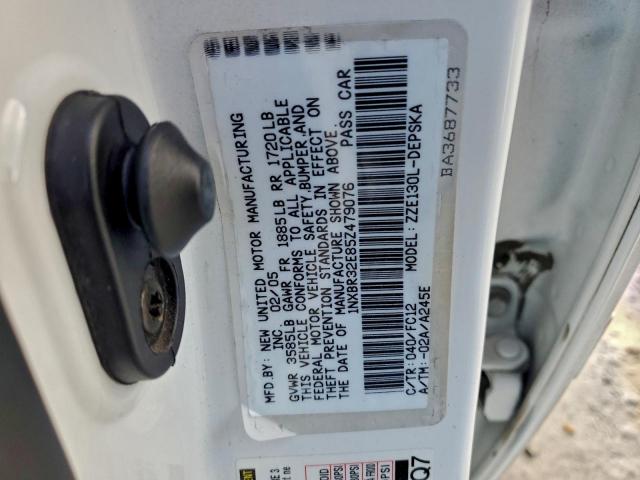 MFD.BY: NEW UNITED MOTOR MANUFACTURING
INC. 02/05
GVWR 3585LB GAWR FR 1885LB RR 1720LB
THIS VEHICLE CONFORMS TO ALL APPLICABLE
FEDERAL MOTOR VEHICLE SAFETY,BUMPER,AND
THEFT PREVENTION STANDARDS IN EFFECT ON
THE DATE OF MANUFACTURE SHOWN ABOVE.
1NXBR32E85Z479076 PASS CAR
C/TR: 040/FC12 MODEL: ZZE130L-DEPSKA
A/TM: -02A/A245E
BA3687733
Q7